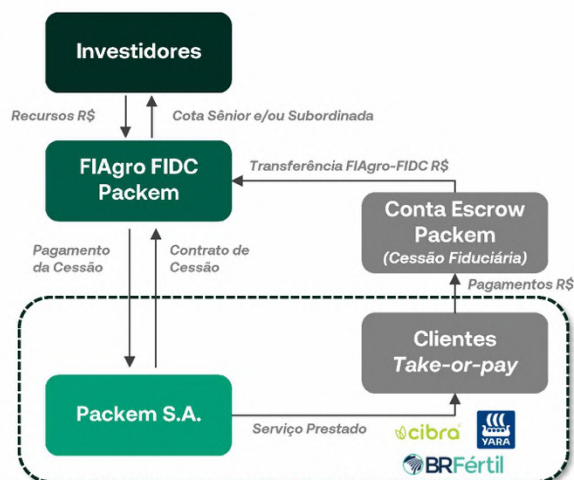 Investidores
Recursos R$
Cota Sênior e/ou Subordinada
FIAgro FIDC
Packem
Transferência FIAgro-FIDC R$
Conta Escrow
Packem
(Cessão Fiduciária)
Pagamento
da Cessão
Contrato de
Cessão
Pagamentos R$
Clientes
Take-or-pay
Packem S.A.
Serviço Prestado
cibra
YARA
BRFértil